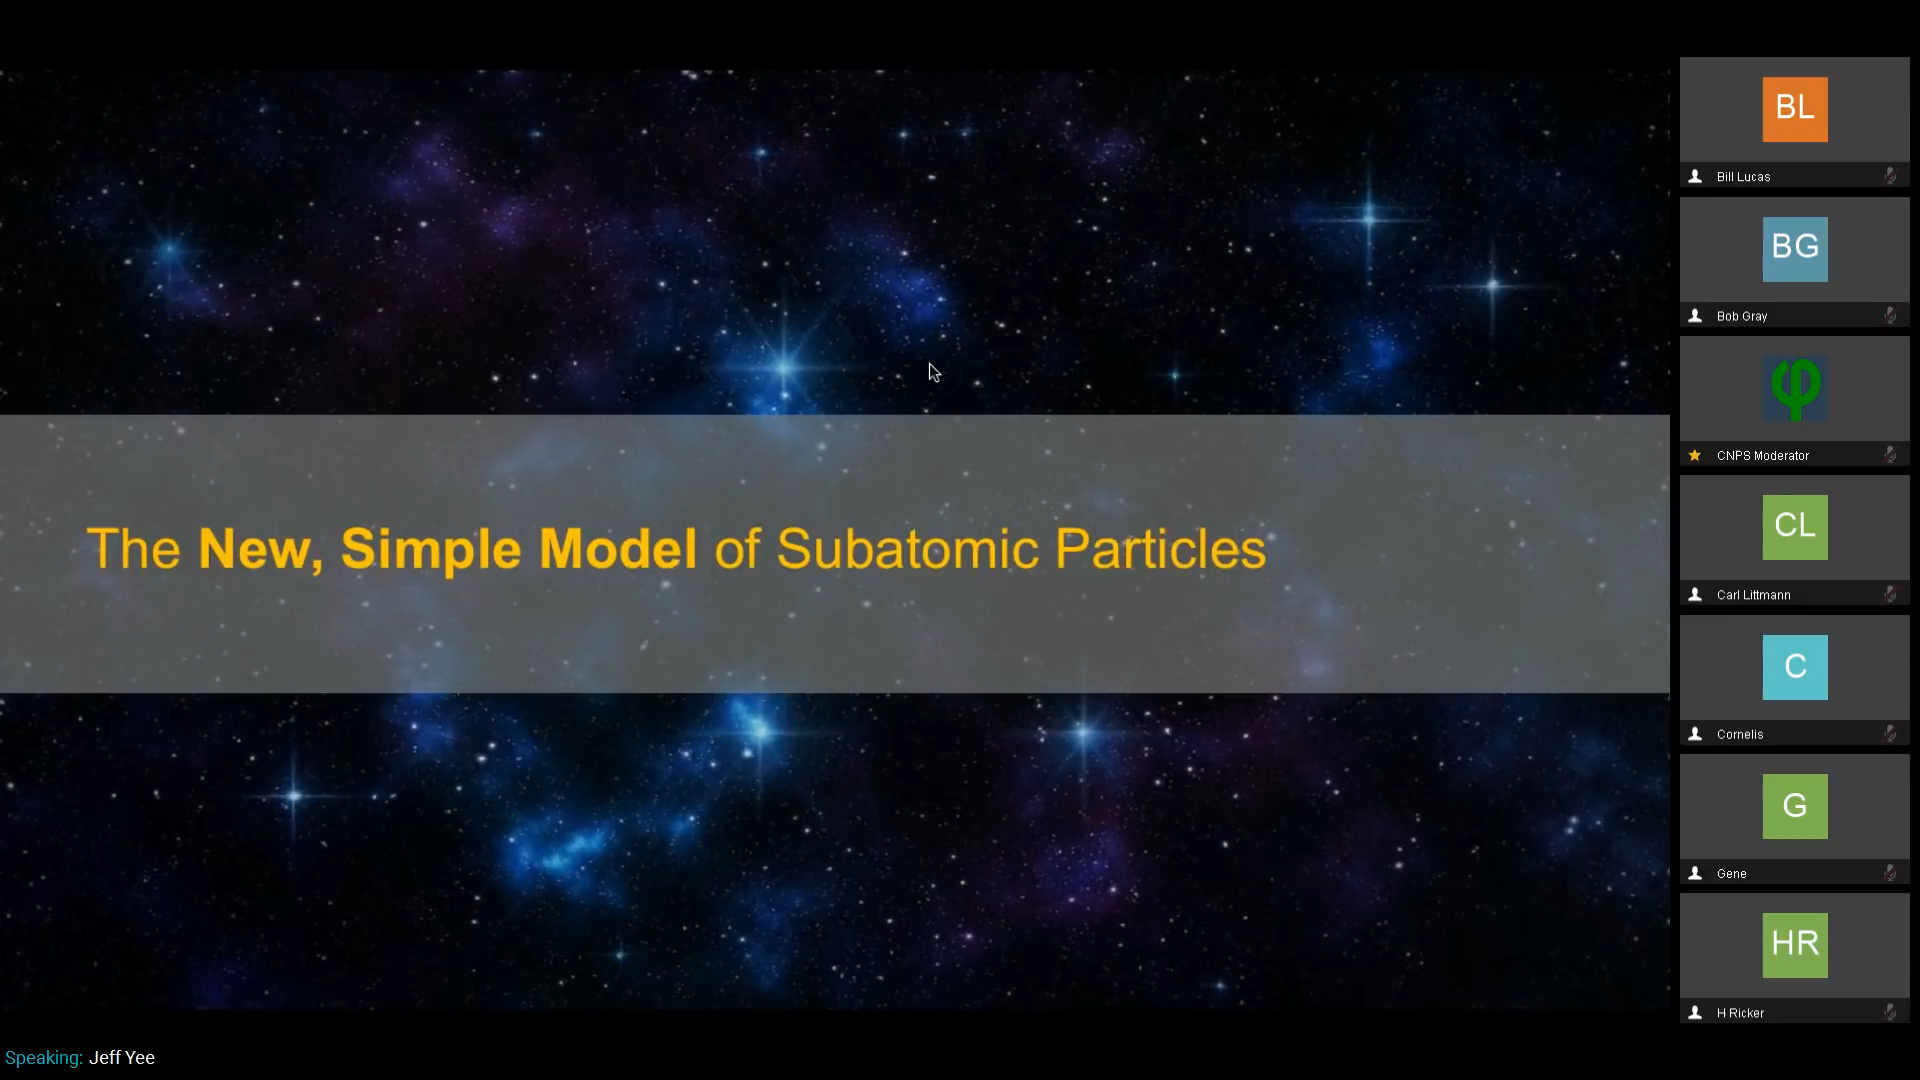 The New, Simple Model of Subatomic Particles
BL
Bill Lucas
BG
Bob Gray
φ
CNPS Moderator
CL
Carl Littmann
C
Cornelis
G
Gene
HR
H Ricker
Speaking: Jeff Yee